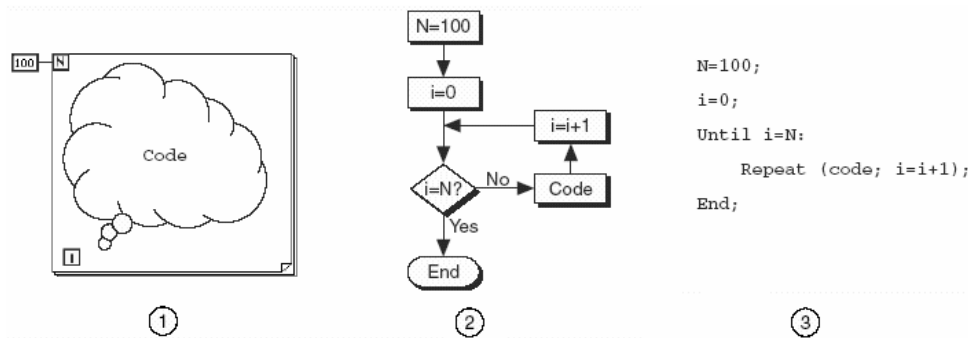 100 N
Code
I
1
N=100
i=0
i=i+1
i=N?
No
Code
Yes
End
2
N=100;
i=0;
Until i=N:
Repeat (code; i=i+1);
End;
3